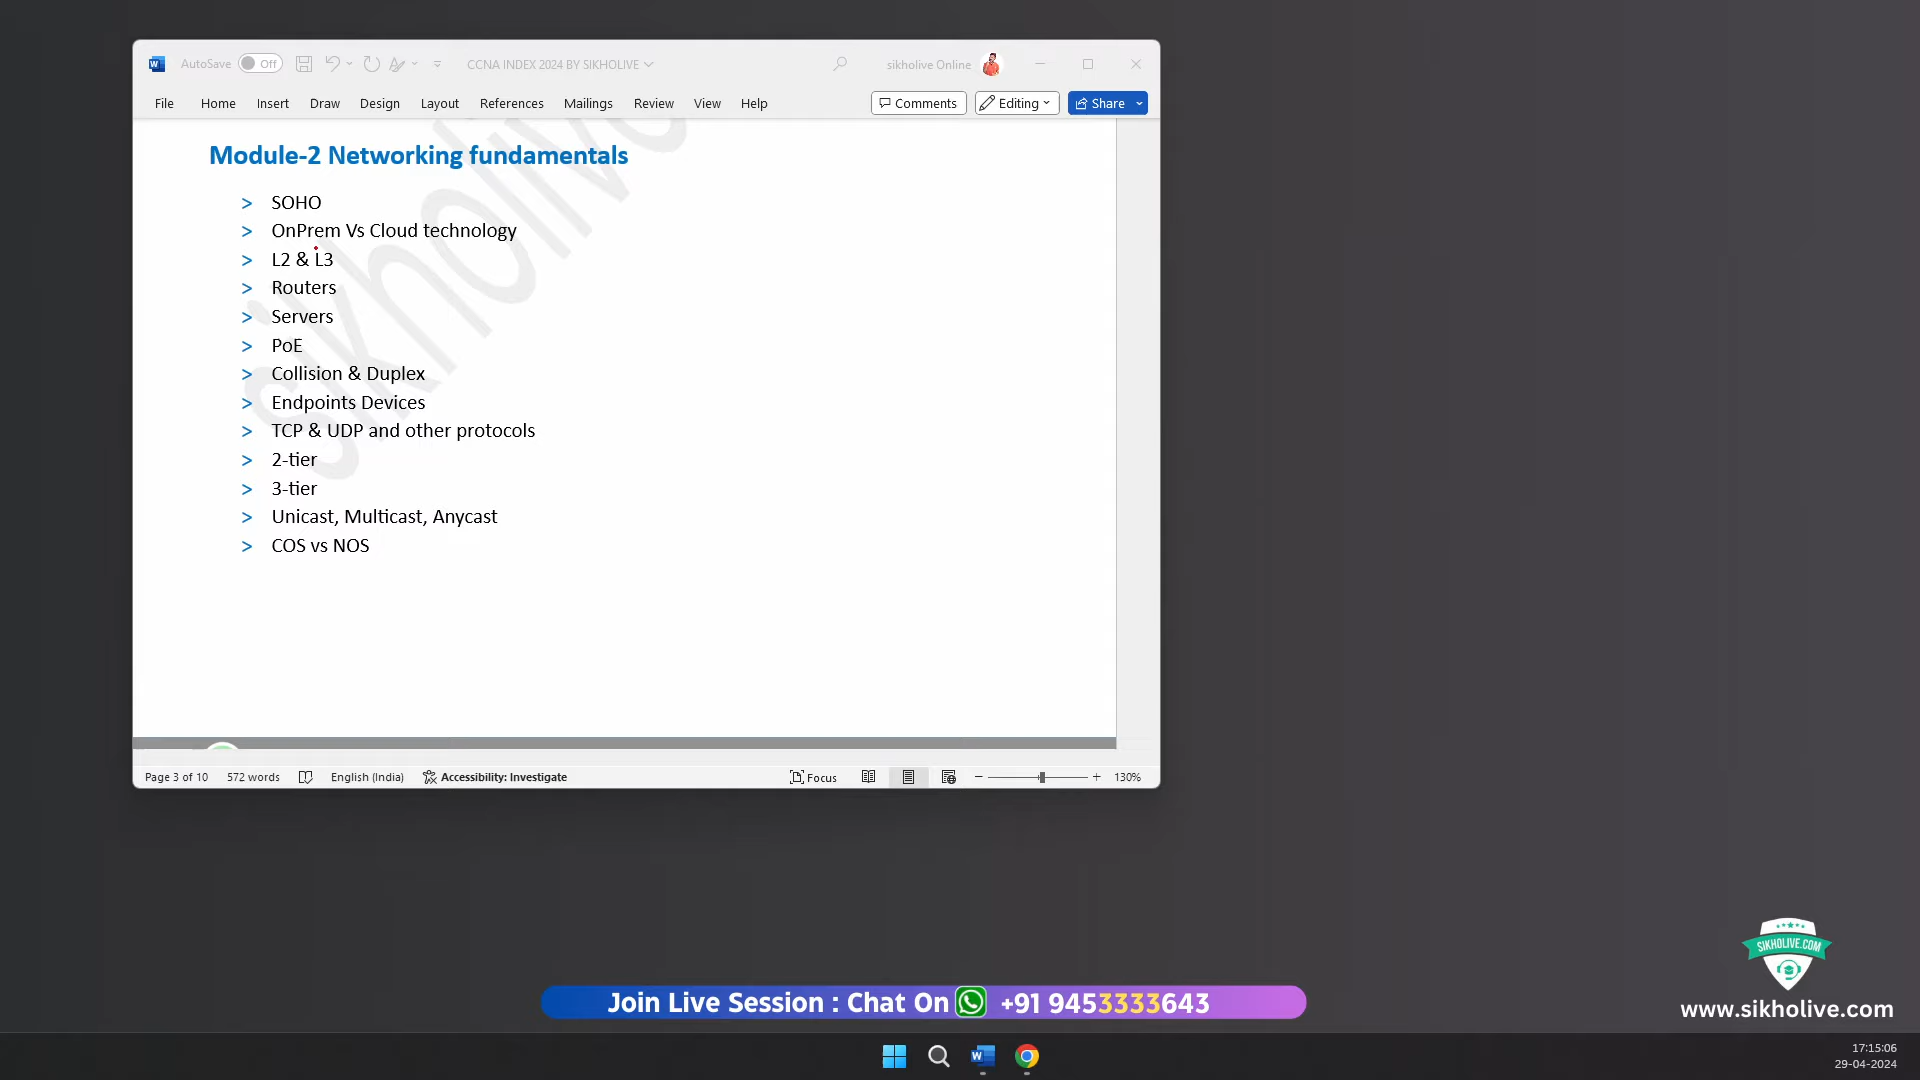 AutoSave Off CCNA INDEX 2024 BY SIKHOLIVE sikholive Online
File Home Insert Draw Design Layout References Mailings Review View Help Comments Editing Share
Module-2 Networking fundamentals
> SOHO
> OnPrem Vs Cloud technology
> L2 & L3
> Routers
> Servers
> PoE
> Collision & Duplex
> Endpoints Devices
> TCP & UDP and other protocols
> 2-tier
> 3-tier
> Unicast, Multicast, Anycast
> COS vs NOS
sikholive
Page 3 of 10 572 words English (India) Accessibility: Investigate Focus 130%
SIKHOLIVE.COM
Join Live Session : Chat On +91 9453333643
www.sikholive.com
17:15:06
29-04-2024